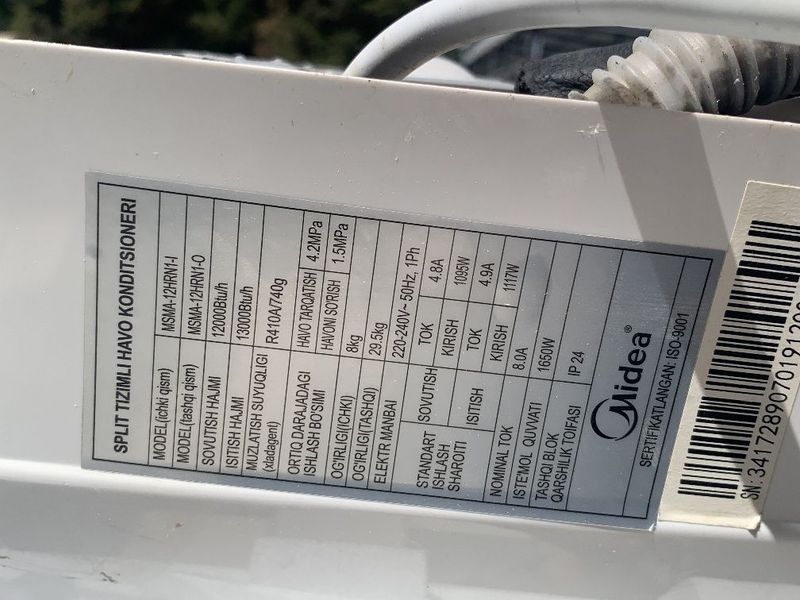 SPLIT TIZIMLI HAVO KONDITSIONERI
MODEL(ichki qism) MSMA-12HRN1-I
MODEL(tashqi qism) MSMA-12HRN1-O
SOVUTISH HAJMI 12000Btu/h
ISITISH HAJMI 13000Btu/h
MUZLATISH SUYUQLIGI
(xladagent) R410A/740g
ORTIQ DARAJADAGI
ISHLASH BO'SIMI
HAVO TARQATISH 4.2MPa
HAVONI SO'RISH 1.5MPa
OG'IRLIGI(IICHKI) 8kg
OG'IRLIGI(TASHQI) 29.5kg
ELEKTR MANBAI 220-240V~ 50Hz, 1Ph
STANDART
ISHLASH
SHAROITI
SOVUTISH
TOK 4.8A
KIRISH 1095W
ISITISH
TOK 4.9A
KIRISH 1117W
NOMINAL TOK 8.0A
ISTE'MOL QUVVATI 1650W
TASHQI BLOK
QARSHILIK TOIFASI IP 24
Midea®
SERTIFIKATLANGAN: ISO-9001
SN: